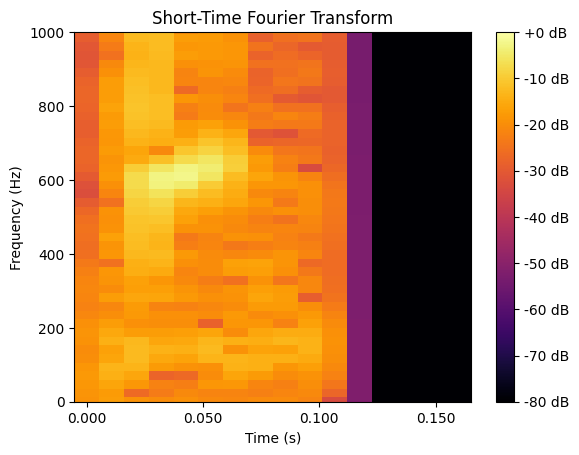 Short-Time Fourier Transform
1000
800
600
400
200
0
Frequency (Hz)
0.000
0.050
0.100
0.150
Time (s)
+0 dB
-10 dB
-20 dB
-30 dB
-40 dB
-50 dB
-60 dB
-70 dB
-80 dB